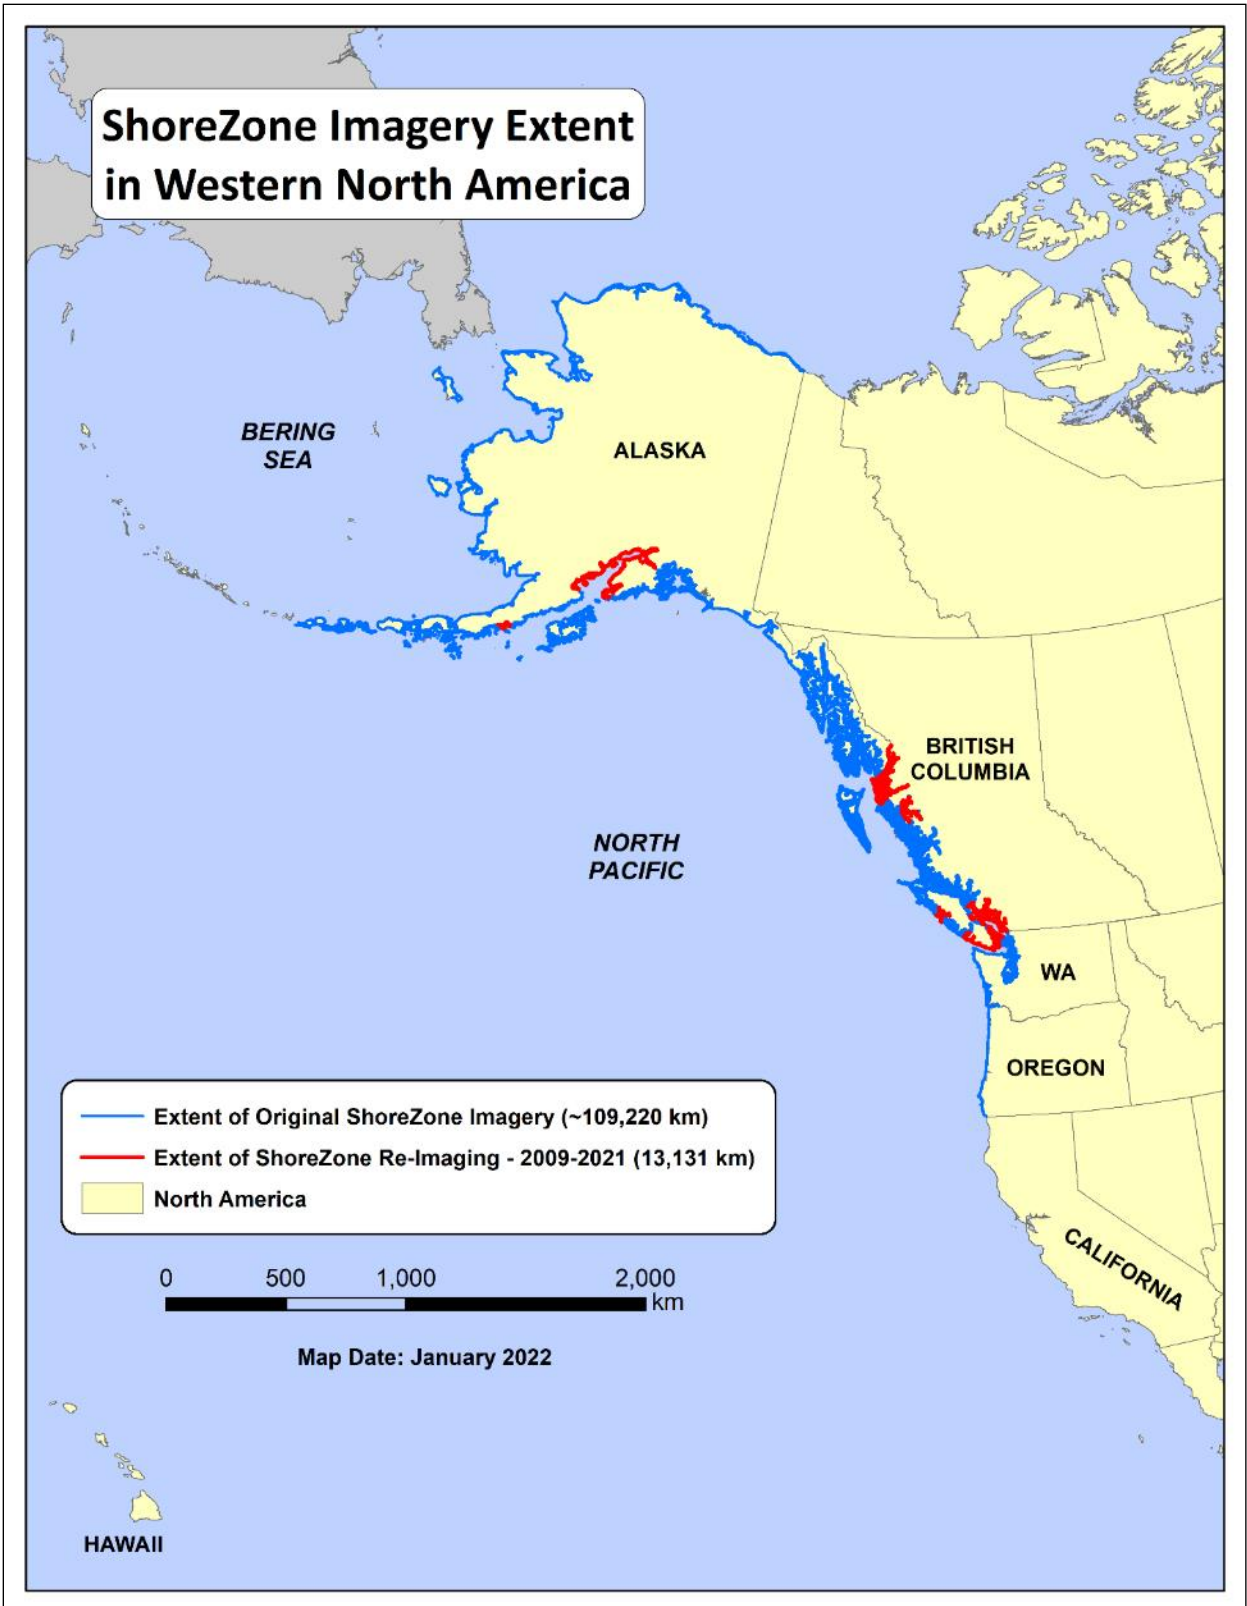 ShoreZone Imagery Extent
in Western North America
BERING
SEA
ALASKA
BRITISH
COLUMBIA
NORTH
PACIFIC
WA
OREGON
CALIFORNIA
Extent of Original ShoreZone Imagery (~109,220 km)
Extent of ShoreZone Re-Imaging - 2009-2021 (13,131 km)
North America
0 500 1,000 2,000
km
Map Date: January 2022
HAWAII